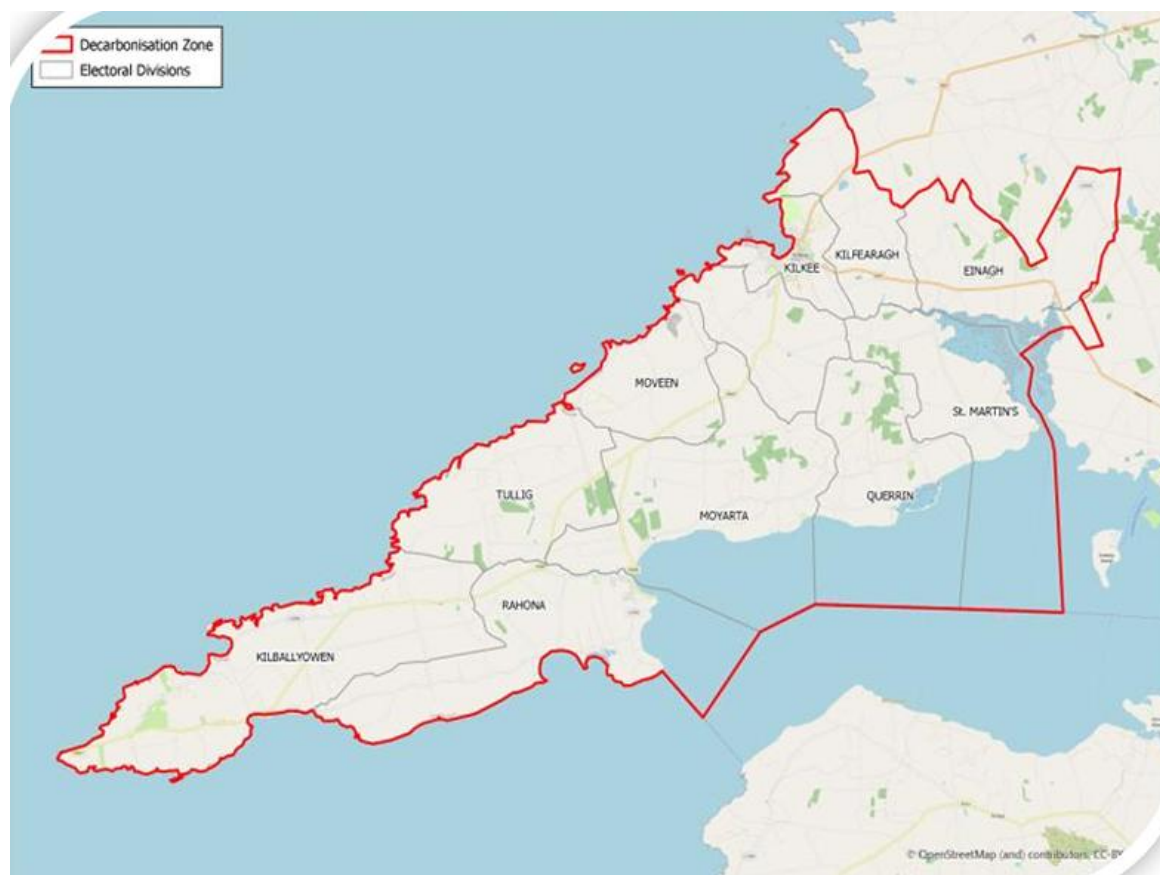 Decarbonisation Zone
Electoral Divisions
KILFEARAGH
KILKEE
EINAGH
MOVEEN
St. MARTIN'S
TULLIG
QUERRIN
MOYARTA
RAHONA
KILBALLYOWEN
© OpenStreetMap (and) contributors, CC-BY